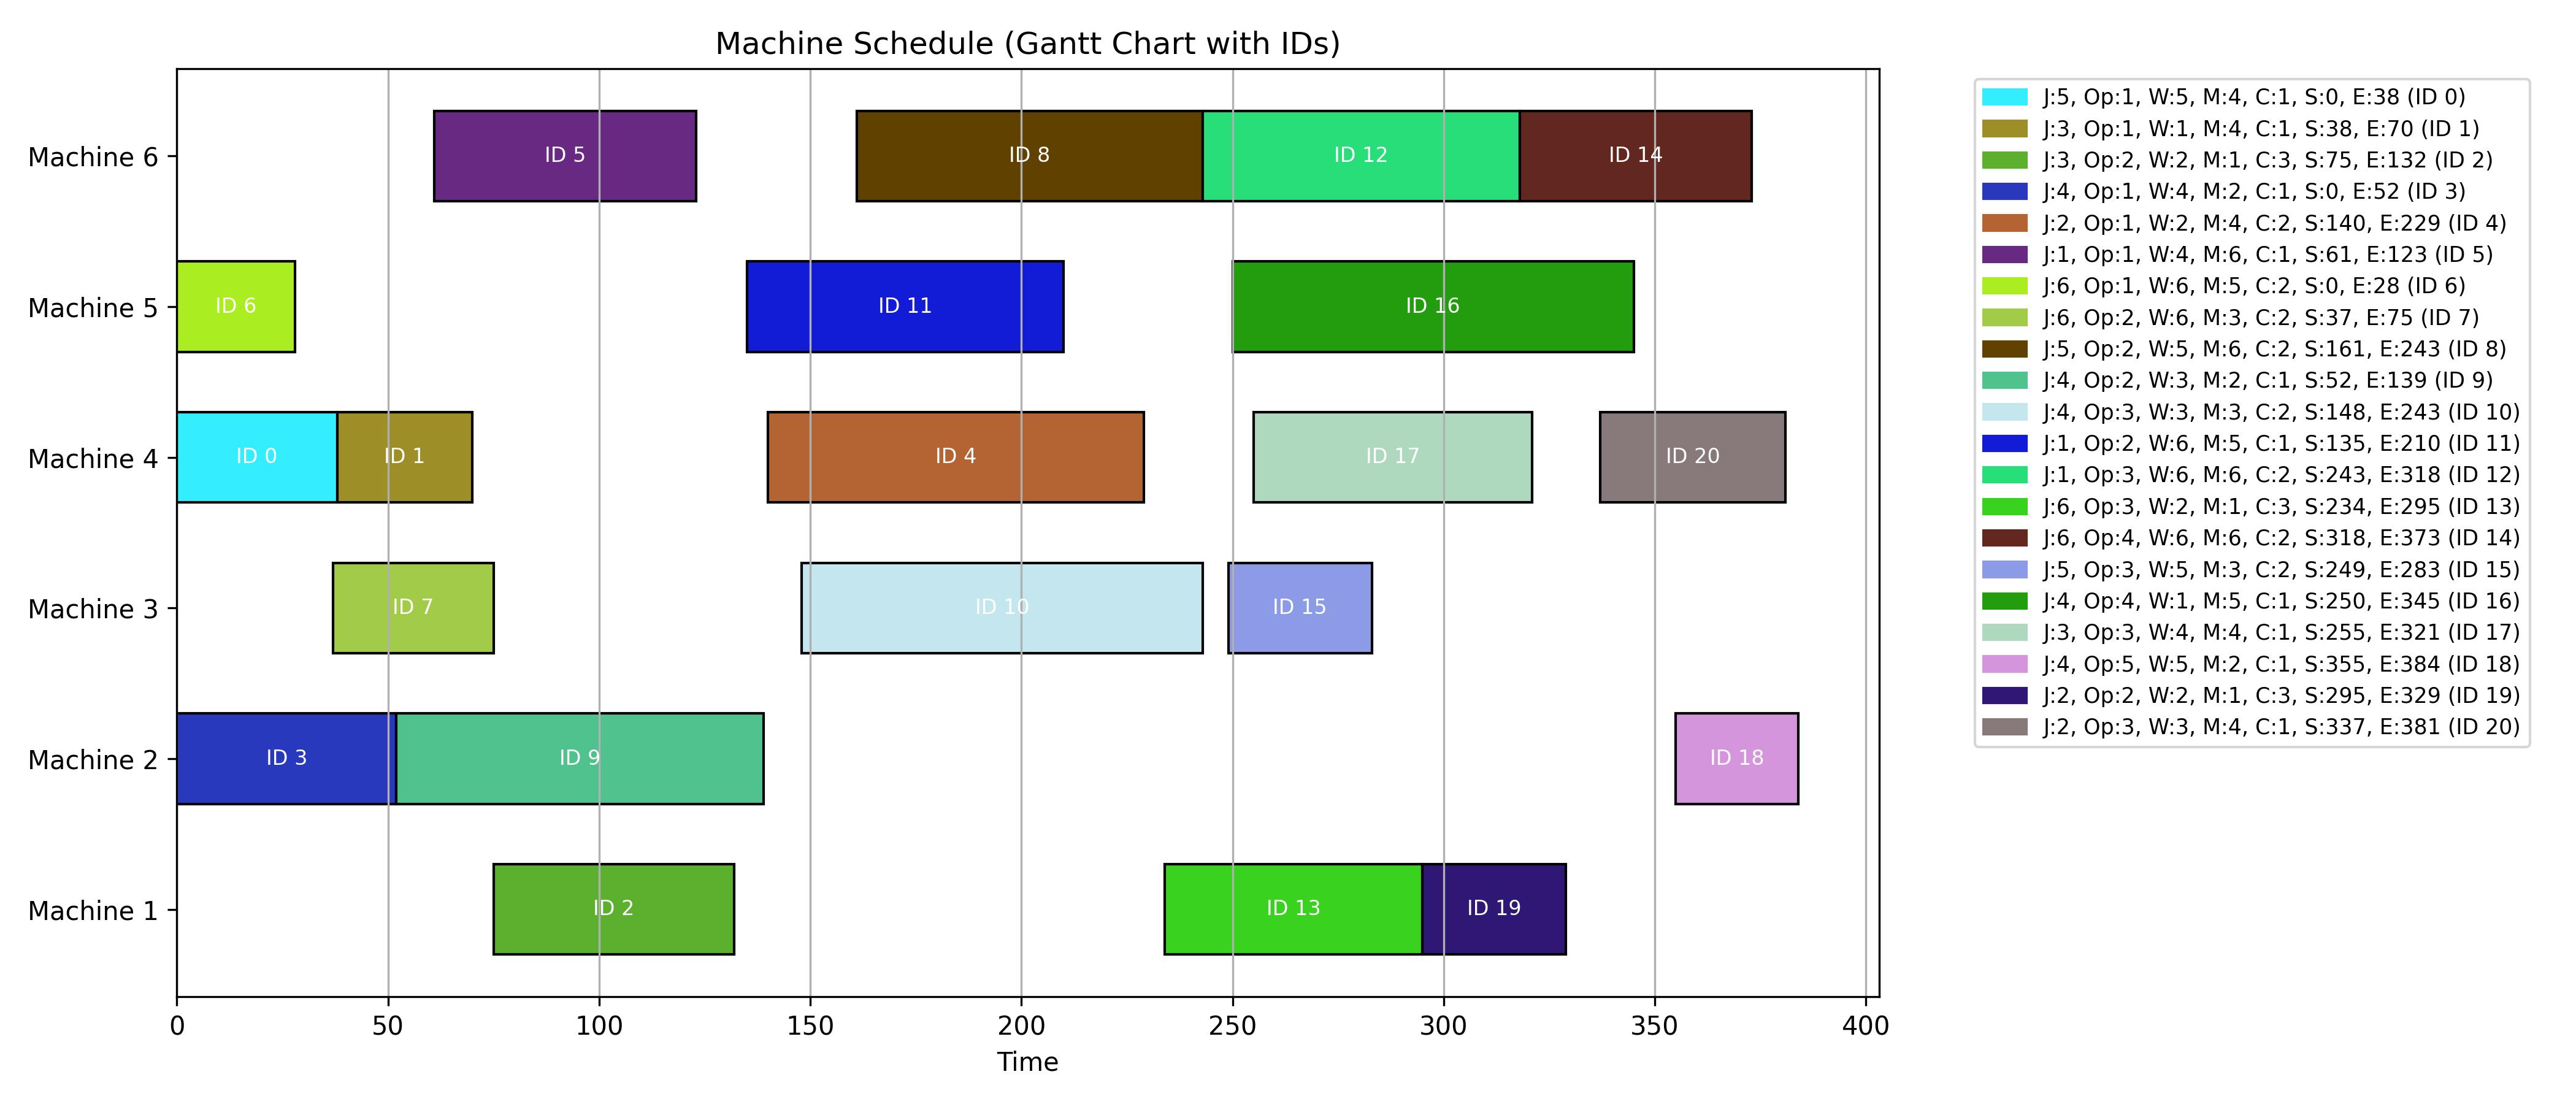 Machine Schedule (Gantt Chart with IDs)
Machine 6
ID 5
ID 8
ID 12
ID 14
Machine 5
ID 6
ID 11
ID 16
Machine 4
ID 0
ID 1
ID 4
ID 17
ID 20
Machine 3
ID 7
ID 10
ID 15
Machine 2
ID 3
ID 9
ID 18
Machine 1
ID 2
ID 13
ID 19
0 50 100 150 200 250 300 350 400
Time
J:5, Op:1, W:5, M:4, C:1, S:0, E:38 (ID 0)
J:3, Op:1, W:1, M:4, C:1, S:38, E:70 (ID 1)
J:3, Op:2, W:2, M:1, C:3, S:75, E:132 (ID 2)
J:4, Op:1, W:4, M:2, C:1, S:0, E:52 (ID 3)
J:2, Op:1, W:2, M:4, C:2, S:140, E:229 (ID 4)
J:1, Op:1, W:4, M:6, C:1, S:61, E:123 (ID 5)
J:6, Op:1, W:6, M:5, C:2, S:0, E:28 (ID 6)
J:6, Op:2, W:6, M:3, C:2, S:37, E:75 (ID 7)
J:5, Op:2, W:5, M:6, C:2, S:161, E:243 (ID 8)
J:4, Op:2, W:3, M:2, C:1, S:52, E:139 (ID 9)
J:4, Op:3, W:3, M:3, C:2, S:148, E:243 (ID 10)
J:1, Op:2, W:6, M:5, C:1, S:135, E:210 (ID 11)
J:1, Op:3, W:6, M:6, C:2, S:243, E:318 (ID 12)
J:6, Op:3, W:2, M:1, C:3, S:234, E:295 (ID 13)
J:6, Op:4, W:6, M:6, C:2, S:318, E:373 (ID 14)
J:5, Op:3, W:5, M:3, C:2, S:249, E:283 (ID 15)
J:4, Op:4, W:1, M:5, C:1, S:250, E:345 (ID 16)
J:3, Op:3, W:4, M:4, C:1, S:255, E:321 (ID 17)
J:4, Op:5, W:5, M:2, C:1, S:355, E:384 (ID 18)
J:2, Op:2, W:2, M:1, C:3, S:295, E:329 (ID 19)
J:2, Op:3, W:3, M:4, C:1, S:337, E:381 (ID 20)